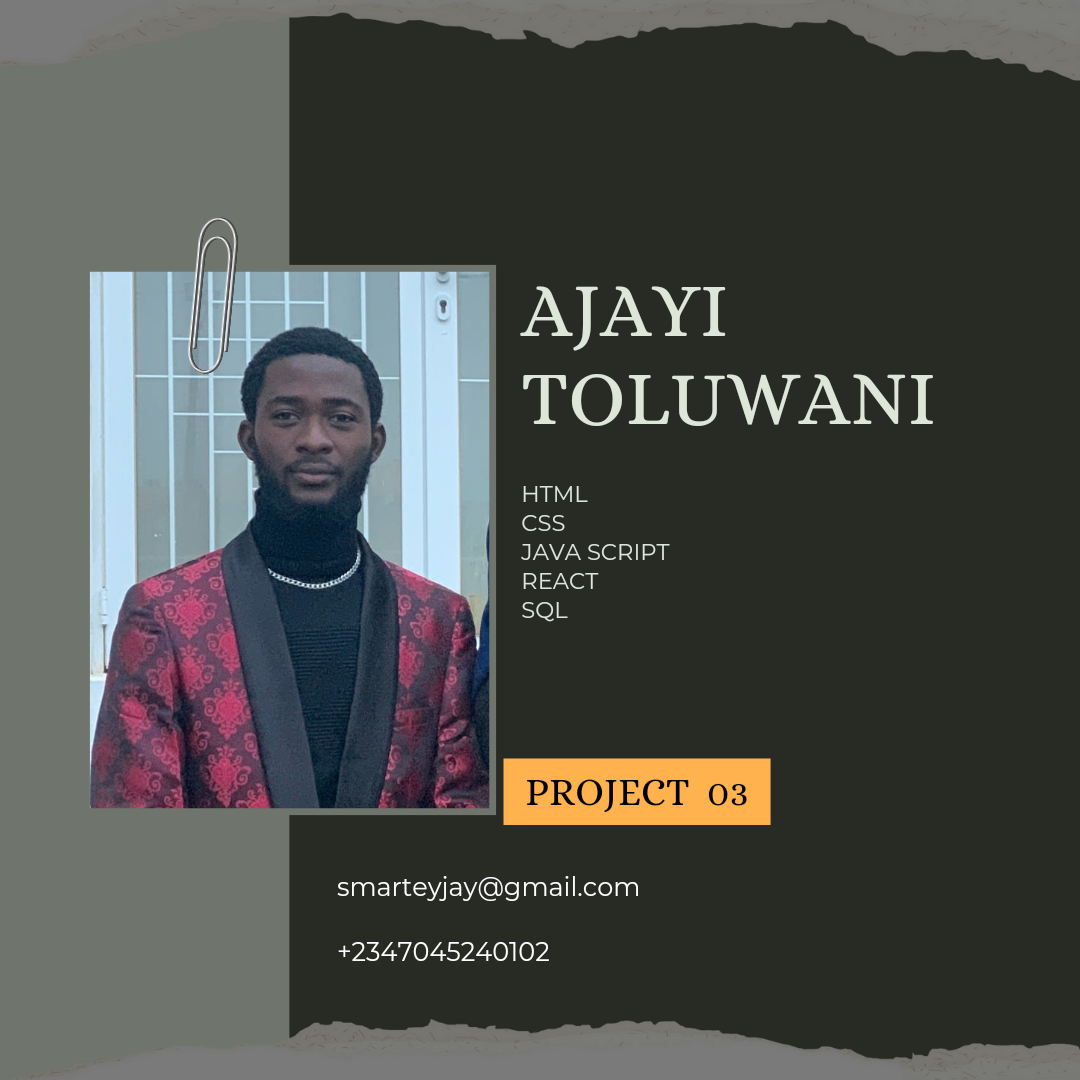 AJAYI
TOLUWANI
HTML
CSS
JAVA SCRIPT
REACT
SQL
PROJECT 03
smarteyjay@gmail.com
+2347045240102